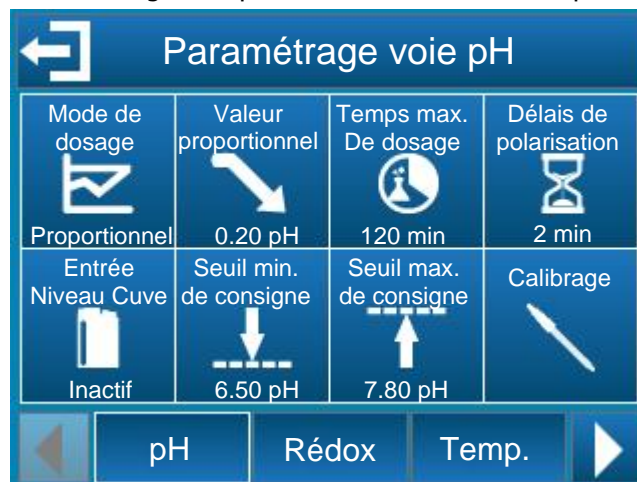 Paramétrage voie pH
Mode de
dosage
Proportionnel
Valeur
proportionnel
0.20 pH
Temps max.
De dosage
120 min
Délais de
polarisation
2 min
Entrée
Niveau Cuve
Inactif
Seuil min.
de consigne
6.50 pH
Seuil max.
de consigne
7.80 pH
Calibrage
pH
Rédox
Temp.